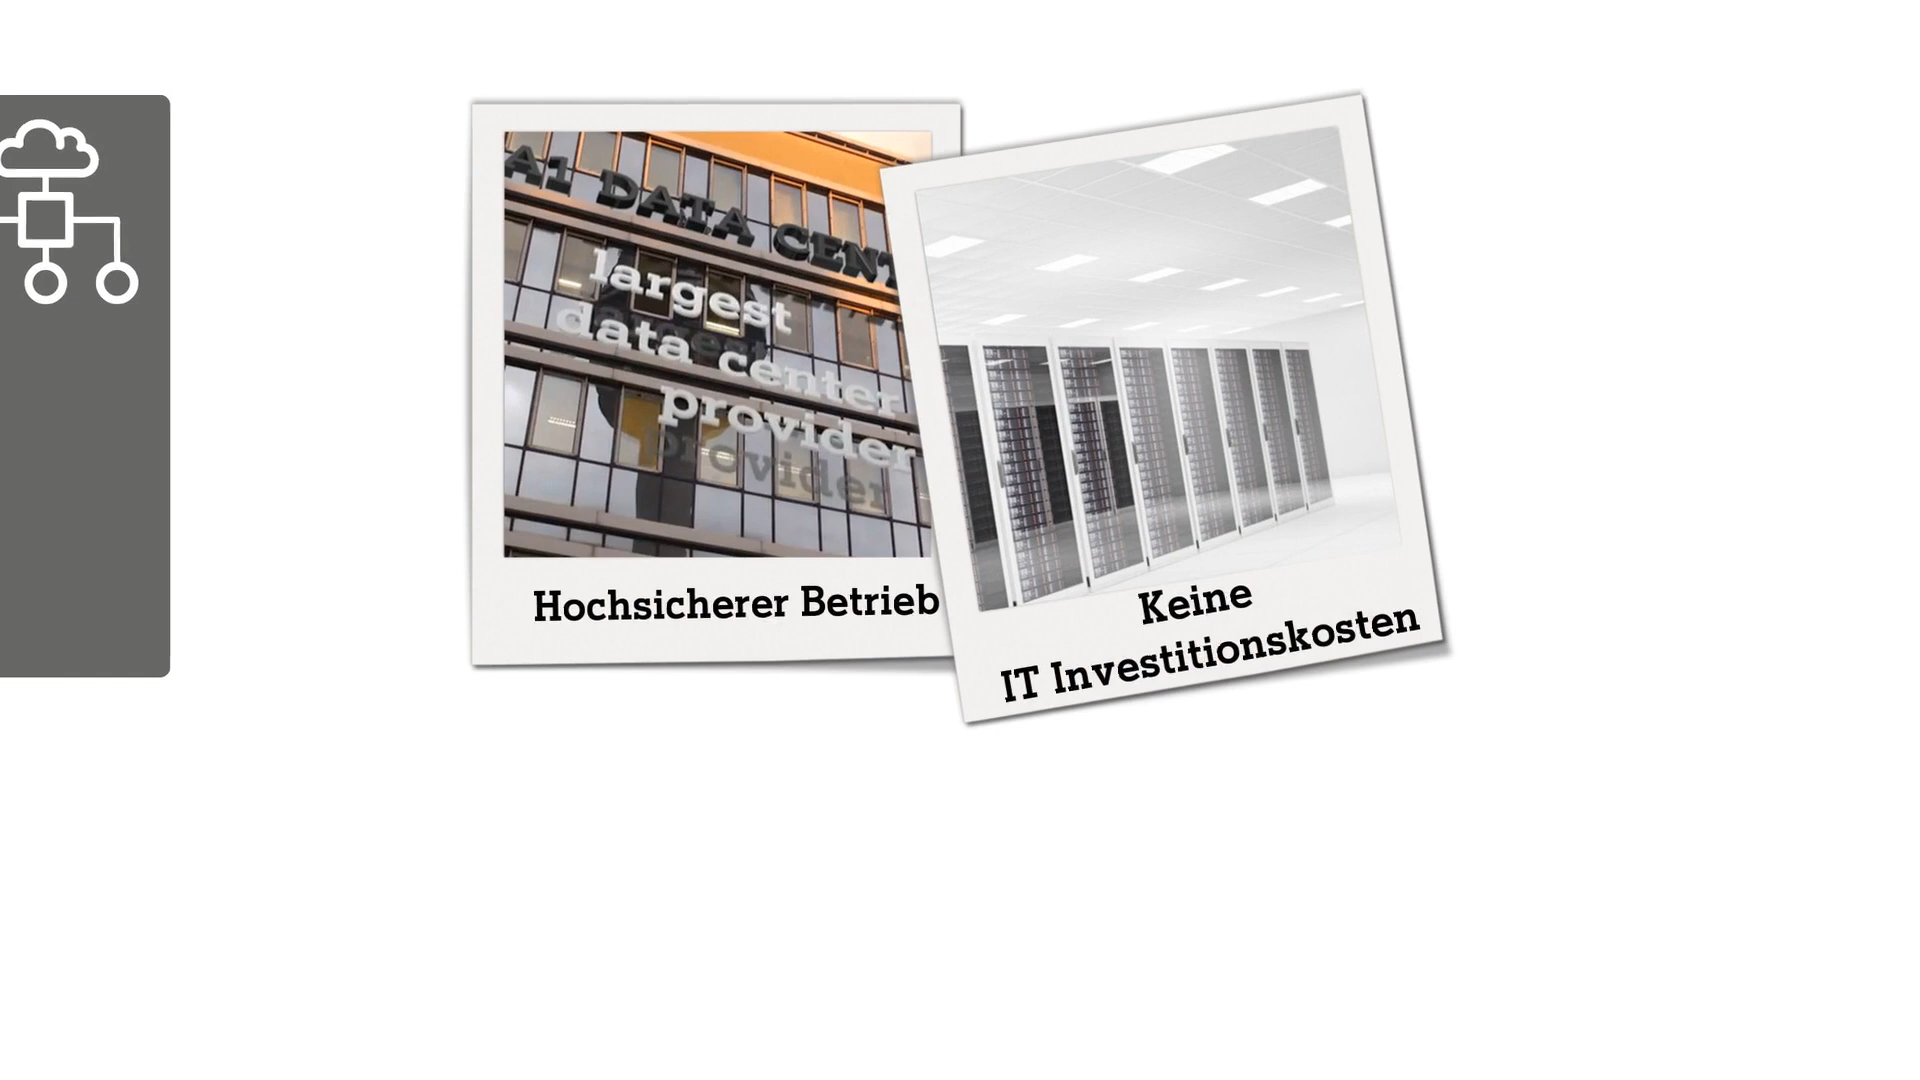 A1 DATA CENT
largest
data center
provider
Hochsicherer Betrieb
Keine
IT Investitionskosten